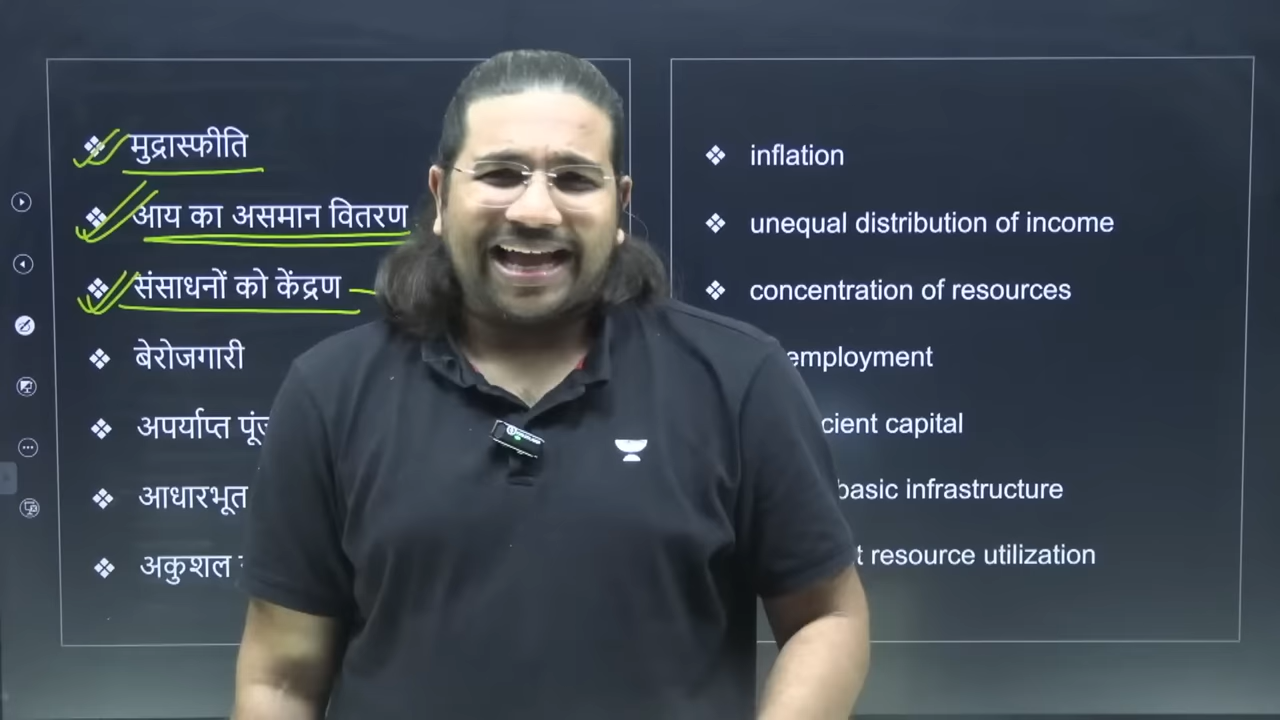 मुद्रास्फीति
आय का असमान वितरण
संसाधनों को केंद्रण
बेरोजगारी
अपर्याप्त
आधारभूत
अकुशल
inflation
unequal distribution of income
concentration of resources
employment
capital
basic infrastructure
resource utilization